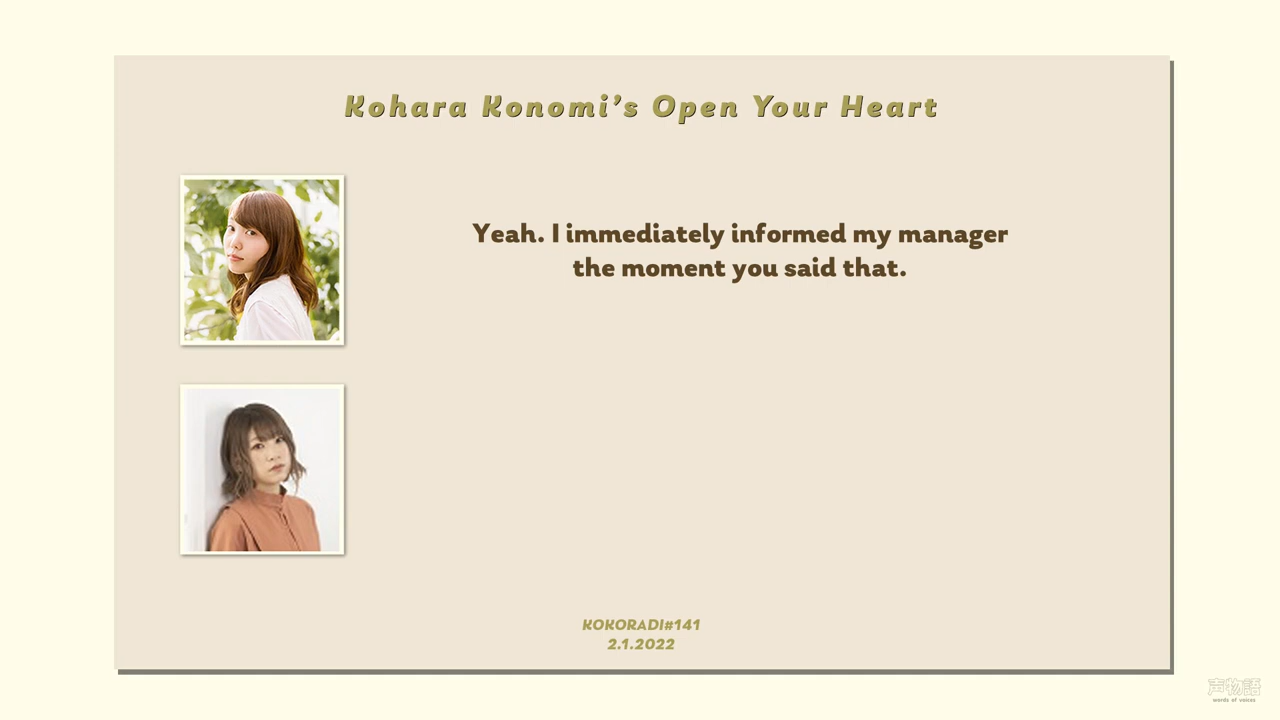 Kohara Konomi's Open Your Heart
Yeah. I immediately informed my manager
the moment you said that.
KOKORADI#141
2.1.2022
声物語
words of voices